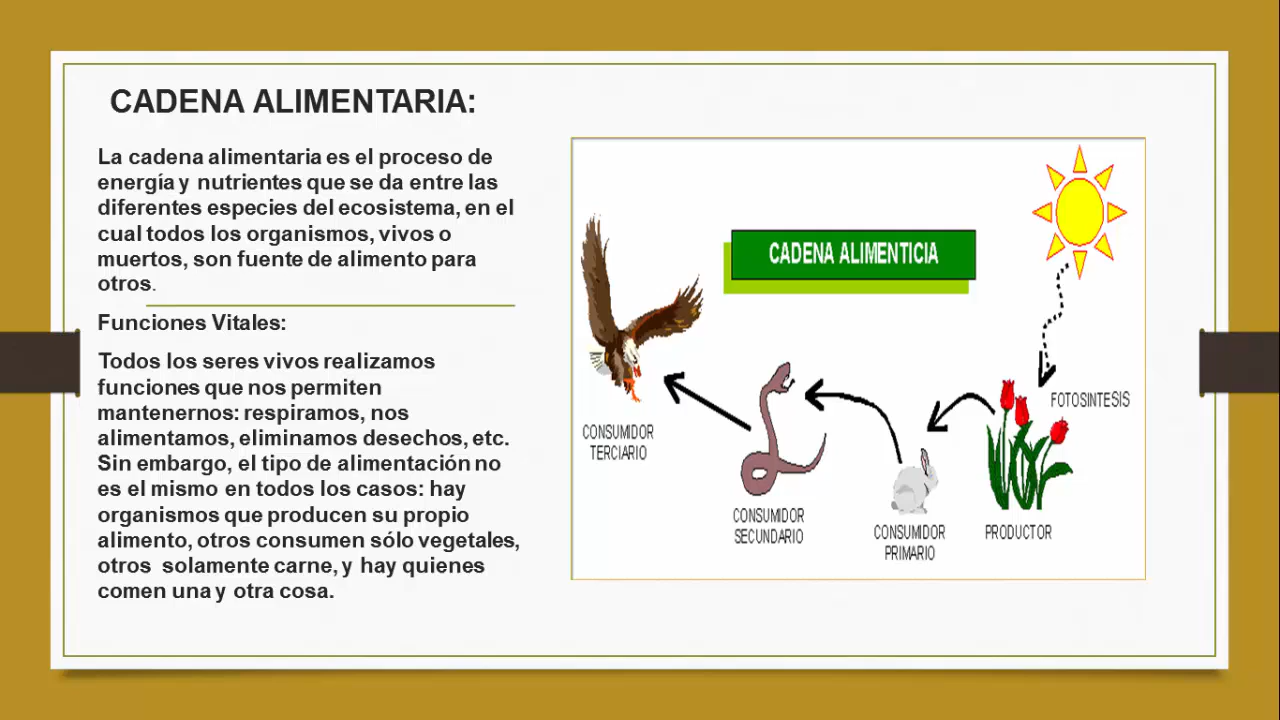 CADENA ALIMENTARIA:
La cadena alimentaria es el proceso de
energía y nutrientes que se da entre las
diferentes especies del ecosistema, en el
cual todos los organismos, vivos o
muertos, son fuente de alimento para
otros.
Funciones Vitales:
Todos los seres vivos realizamos
funciones que nos permiten
mantenernos: respiramos, nos
alimentamos, eliminamos desechos, etc.
Sin embargo, el tipo de alimentación no
es el mismo en todos los casos: hay
organismos que producen su propio
alimento, otros consumen sólo vegetales,
otros solamente carne, y hay quienes
comen una y otra cosa.
CADENA ALIMENTICIA
FOTOSINTESIS
CONSUMIDOR
TERCIARIO
CONSUMIDOR
SECUNDARIO
CONSUMIDOR
PRIMARIO
PRODUCTOR